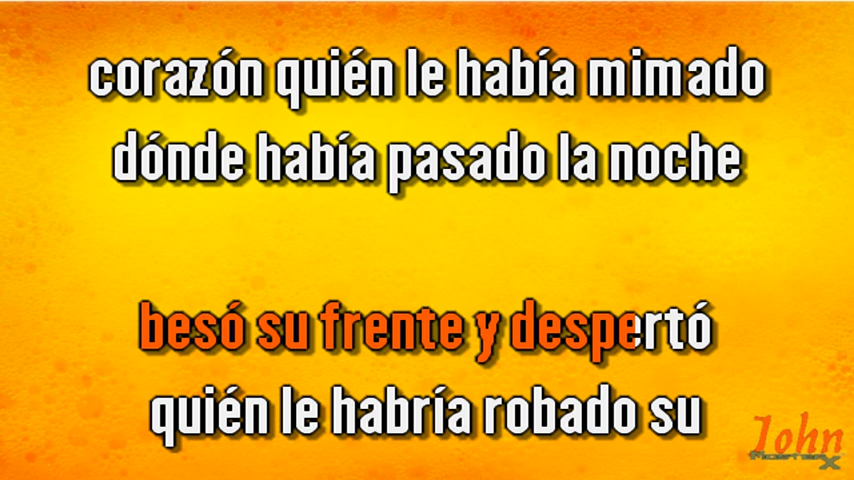 corazón quién le había mimado
dónde había pasado la noche
besó su frente y despertó
quién le habría robado su
John